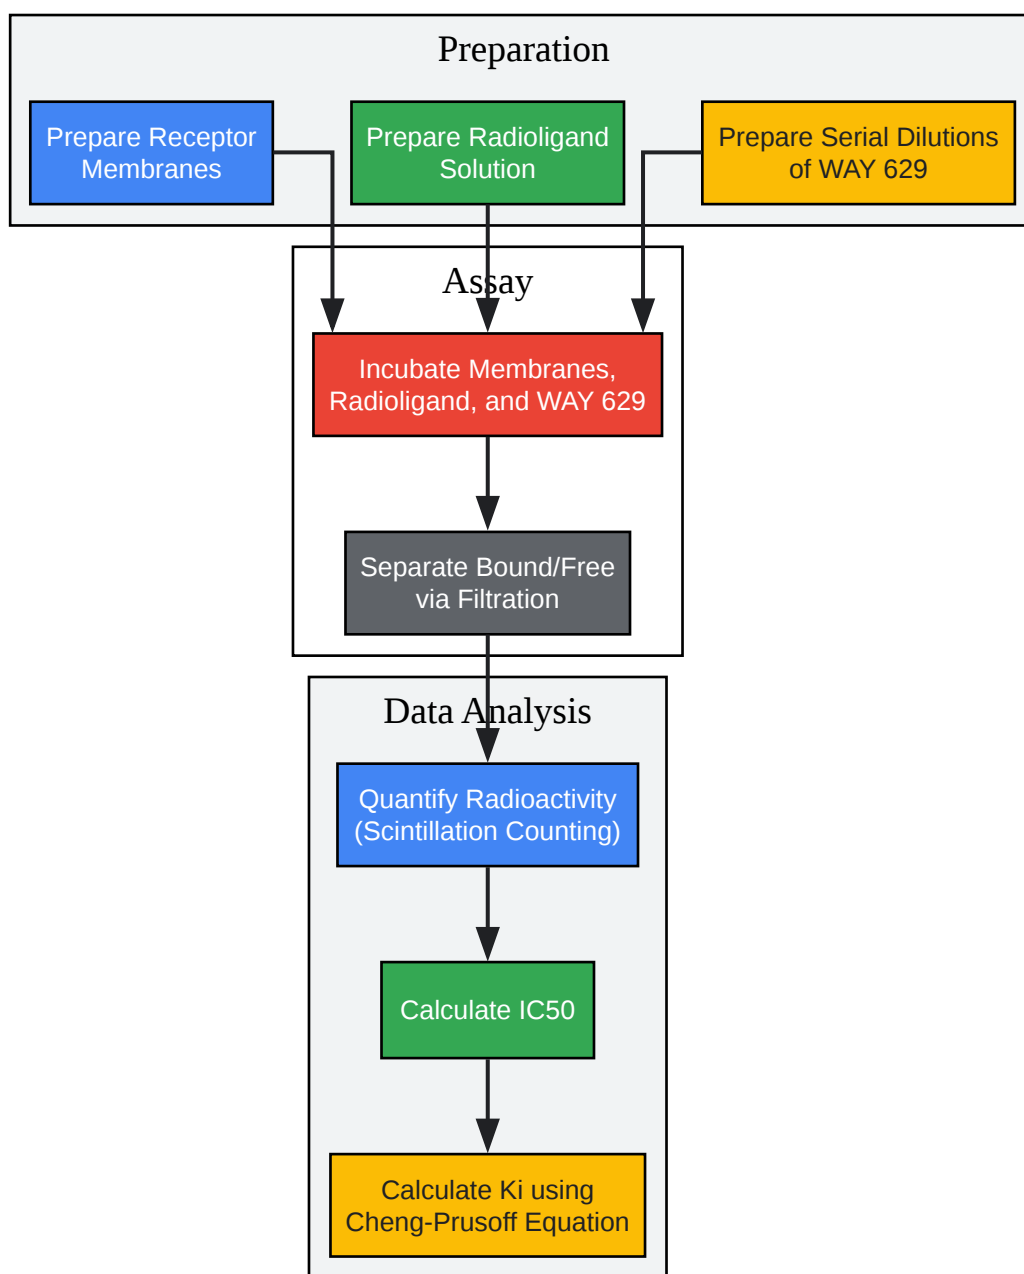 Preparation
Prepare Receptor
Membranes
Prepare Radioligand
Solution
Prepare Serial Dilutions
of WAY 629
Assay
Incubate Membranes,
Radioligand, and WAY 629
Separate Bound/Free
via Filtration
Data Analysis
Quantify Radioactivity
(Scintillation Counting)
Calculate IC50
Calculate Ki using
Cheng-Prusoff Equation